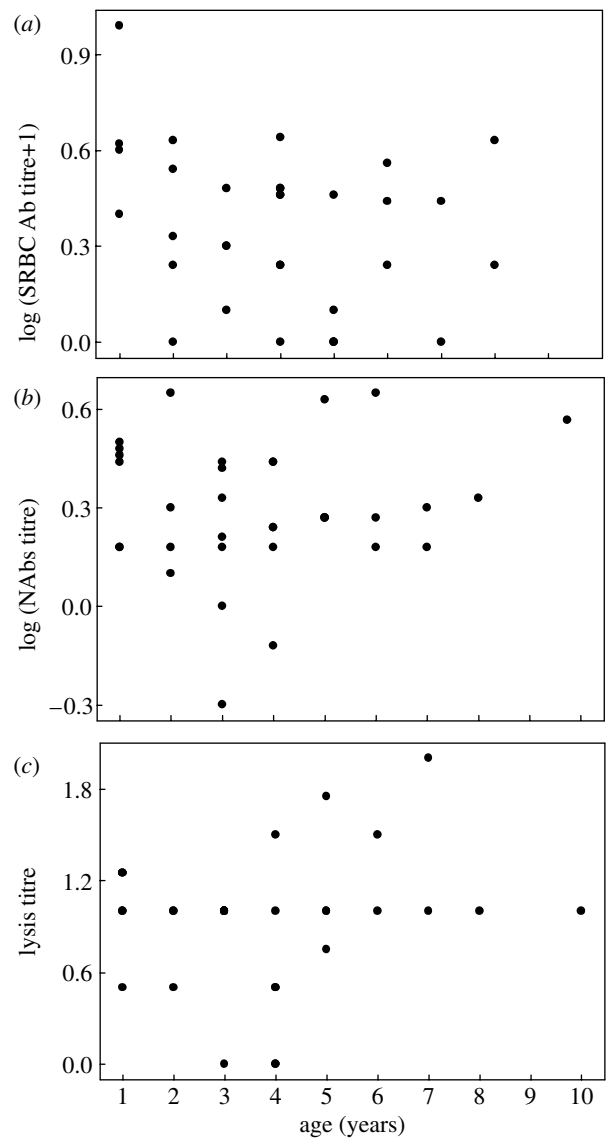 (a)
log (SRBC Ab titre+1)
0.9
0.6
0.3
0.0
(b)
log (NAbs titre)
0.6
0.3
0.0
−0.3
(c)
lysis titre
1.8
1.2
0.6
0.0
1 2 3 4 5 6 7 8 9 10
age (years)